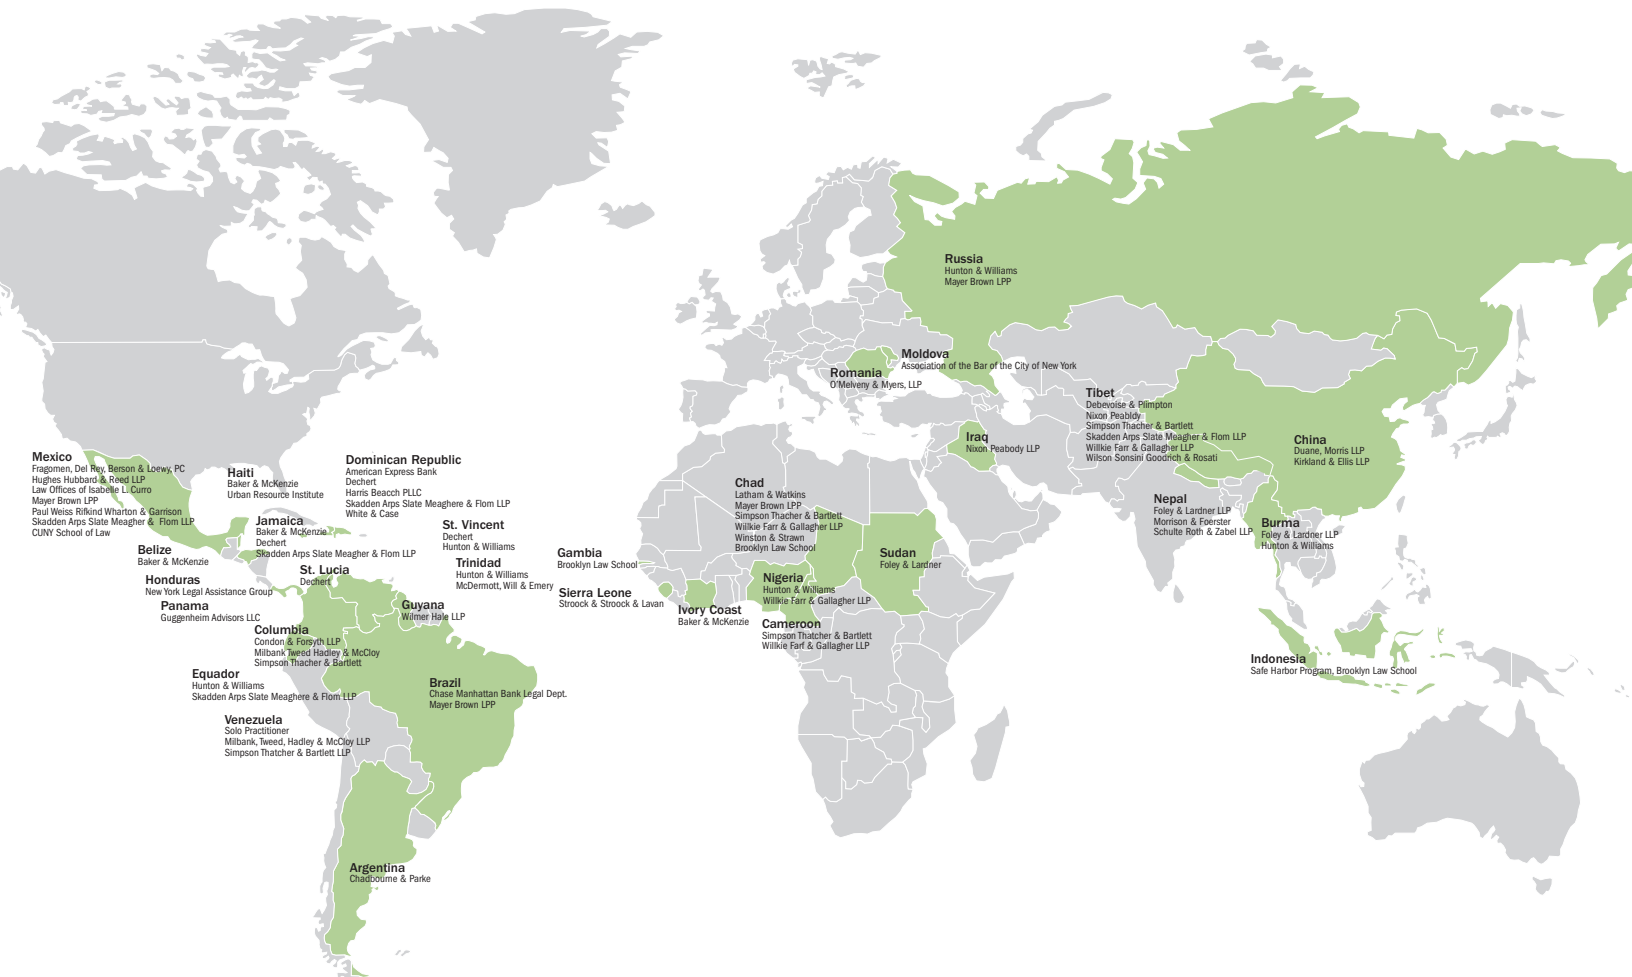 Russia
Hunton & Williams
Mayer Brown LPP
Moldova
Association of the Bar of the City of New York
Romania
O'Melveny & Myers, LLP
Tibet
Debevoise & Plimpton
Nixon Peabldy
Simpson Thacher & Bartlett
Skadden Arps Slate Meagher & Flom LLP
Willkie Farr & Gallagher LLP
Wilson Sonsini Goodrich & Rosati
Iraq
Nixon Peabody LLP
China
Duane, Morris LLP
Kirkland & Ellis LLP
Mexico
Fragomen, Del Rey, Berson & Loewy, PC
Hughes Hubbard & Reed LLP
Law Offices of Isabelle L. Curro
Mayer Brown LPP
Paul Weiss Rifkind Wharton & Garrison
Skadden Arps Slate Meagher & Flom LLP
CUNY School of Law
Haiti
Baker & McKenzie
Urban Resource Institute
Dominican Republic
American Express Bank
Dechert
Harris Beacch PLLC
Skadden Arps Slate Meaghere & Flom LLP
White & Case
Chad
Latham & Watkins
Mayer Brown LLP
Simpson Thacher & Bartlett
Willkie Farr & Gallagher LLP
Winston & Strawn
Brooklyn Law School
Nepal
Foley & Lardner LLP
Morrison & Foerster
Schulte Roth & Zabel LLP
Jamaica
Baker & McKenzie
Dechert
Skadden Arps Slate Meagher & Flom LLP
St. Vincent
Dechert
Hunton & Williams
Burma
Foley & Lardner LLP
Hunton & Williams
Belize
Baker & McKenzie
Gambia
Brooklyn Law School
Sudan
Foley & Lardner
Trinidad
Hunton & Williams
McDermott, Will & Emery
St. Lucia
Dechert
Honduras
New York Legal Assistance Group
Nigeria
Hunton & Williams
Willkie Farr & Gallagher LLP
Sierra Leone
Stroock & Stroock & Lavan
Panama
Guggenheim Advisors LLC
Guyana
Wilmer Hale LLP
Ivory Coast
Baker & McKenzie
Cameroon
Simpson Thatcher & Bartlett
Willkie Farf & Gallagher LLP
Columbia
Condon & Forsyth LLP
Milbank Tweed Hadley & McCloy
Simpson Thacher & Bartlett
Indonesia
Safe Harbor Program, Brooklyn Law School
Equador
Hunton & Williams
Skadden Arps Slate Meaghere & Flom LLP
Brazil
Chase Manhattan Bank Legal Dept.
Mayer Brown LPP
Venezuela
Solo Practitioner
Milbank, Tweed, Hadley & McCloy LLP
Simpson Thatcher & Bartlett LLP
Argentina
Chadbourne & Parke